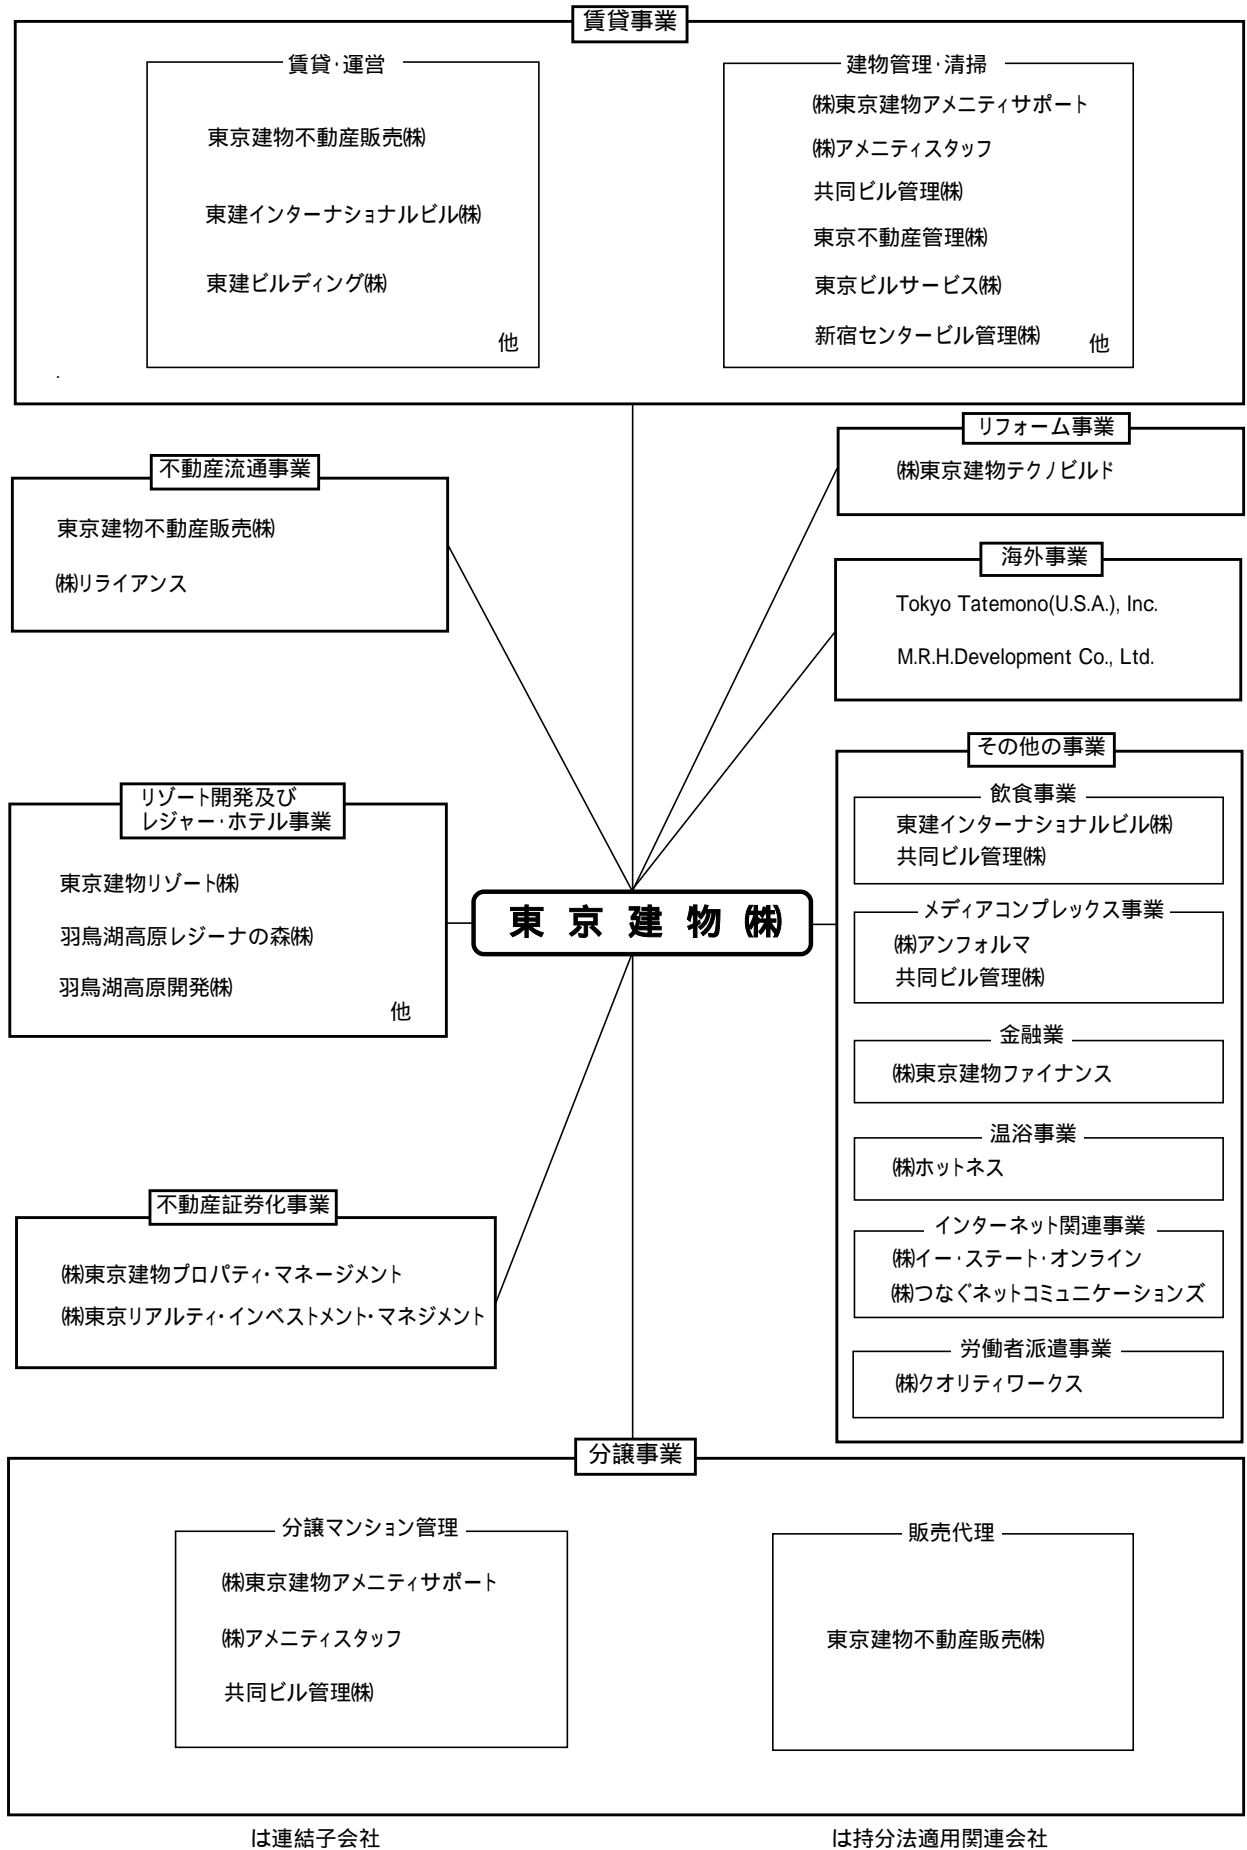 賃貸事業
賃貸･運営
東京建物不動産販売㈱
東建インターナショナルビル㈱
東建ビルディング㈱
他
建物管理･清掃
㈱東京建物アメニティサポート
㈱アメニティスタッフ
共同ビル管理㈱
東京不動産管理㈱
東京ビルサービス㈱
新宿センタービル管理㈱
他
不動産流通事業
東京建物不動産販売㈱
㈱リライアンス
リフォーム事業
㈱東京建物テクノビルド
海外事業
Tokyo Tatemono(U.S.A.), Inc.
M.R.H.Development Co., Ltd.
リゾート開発及び
レジャー･ホテル事業
東京建物リゾート㈱
羽鳥湖高原レジーナの森㈱
羽鳥湖高原開発㈱
他
東京建物㈱
その他の事業
飲食事業
東建インターナショナルビル㈱
共同ビル管理㈱
メディアコンプレックス事業
㈱アンフォルマ
共同ビル管理㈱
金融業
㈱東京建物ファイナンス
温浴事業
㈱ホットネス
インターネット関連事業
㈱イー･ステート･オンライン
㈱つなぐネットコミュニケーションズ
労働者派遣事業
㈱クオリティワークス
不動産証券化事業
㈱東京建物プロパティ･マネージメント
㈱東京リアルティ･インベストメント･マネジメント
分譲事業
分譲マンション管理
㈱東京建物アメニティサポート
㈱アメニティスタッフ
共同ビル管理㈱
販売代理
東京建物不動産販売㈱
は連結子会社
は持分法適用関連会社